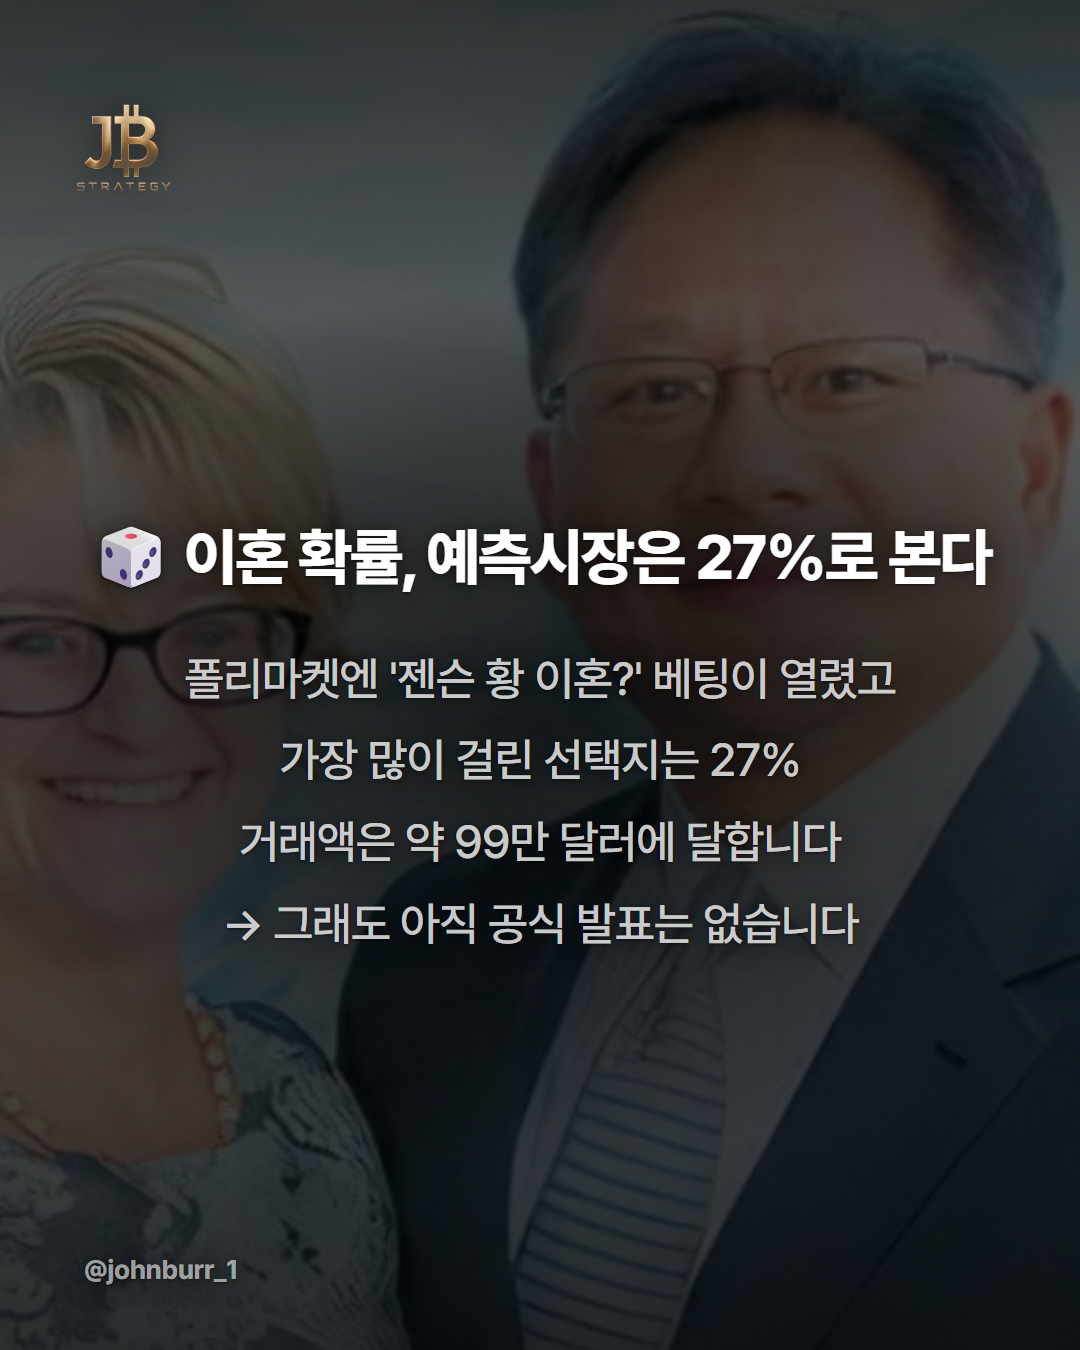 JB
STRATEGY
이혼 확률, 예측시장은 27%로 본다
폴리마켓엔 '젠슨 황 이혼?' 베팅이 열렸고
가장 많이 걸린 선택지는 27%
거래액은 약 99만 달러에 달합니다
→ 그래도 아직 공식 발표는 없습니다
@johnburr_1